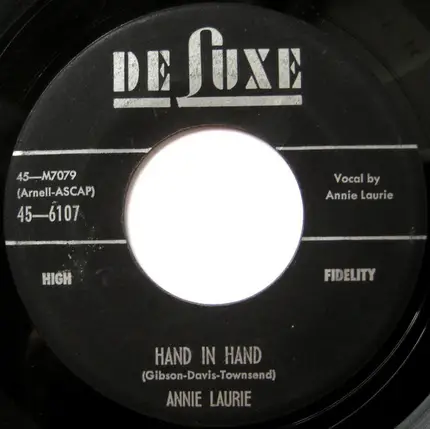 DE LUXE
45—M7079
(Arnell-ASCAP)
45—6107
Vocal by
Annie Laurie
HIGH FIDELITY
HAND IN HAND
(Gibson-Davis-Townsend)
ANNIE LAURIE